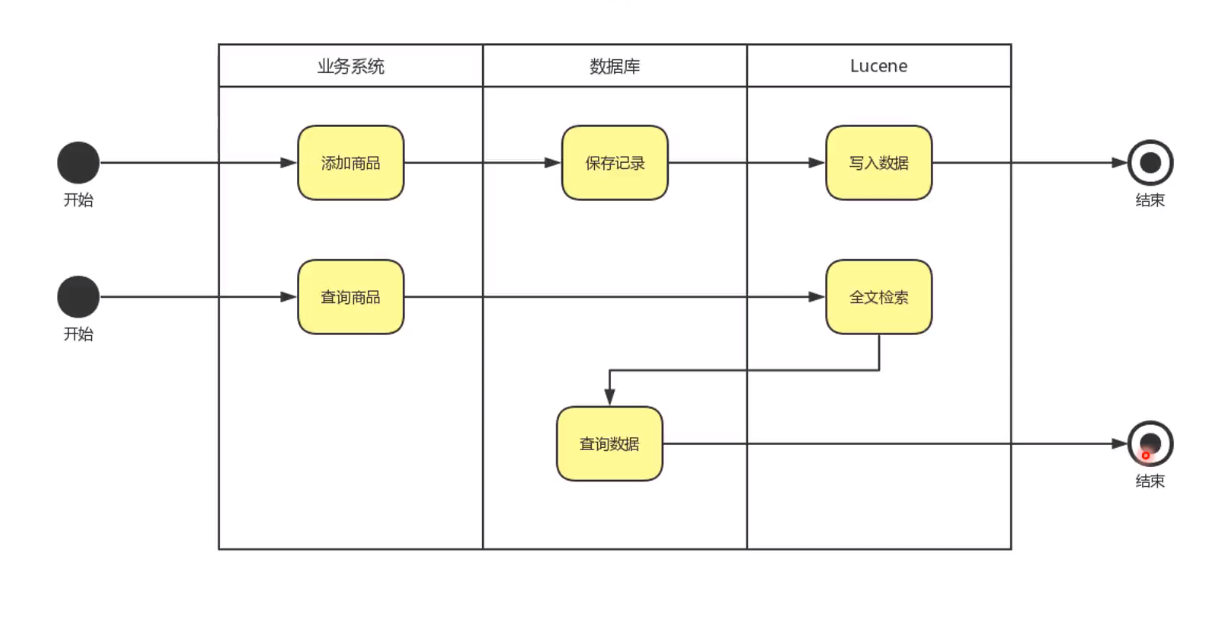 业务系统
数据库
Lucene
添加商品
保存记录
写入数据
开始
结束
查询商品
全文检索
开始
查询数据
结束